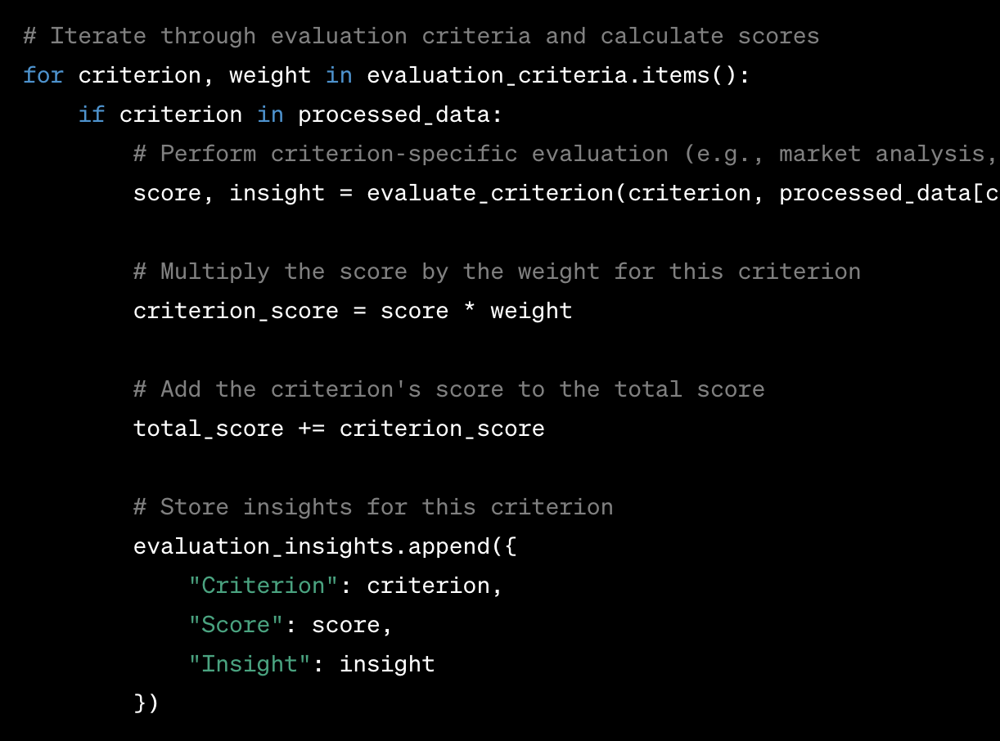 # Iterate through evaluation criteria and calculate scores
for criterion, weight in evaluation_criteria.items():
    if criterion in processed_data:
        # Perform criterion-specific evaluation (e.g., market analysis,
        score, insight = evaluate_criterion(criterion, processed_data[c

        # Multiply the score by the weight for this criterion
        criterion_score = score * weight

        # Add the criterion's score to the total score
        total_score += criterion_score

        # Store insights for this criterion
        evaluation_insights.append({
            "Criterion": criterion,
            "Score": score,
            "Insight": insight
        })